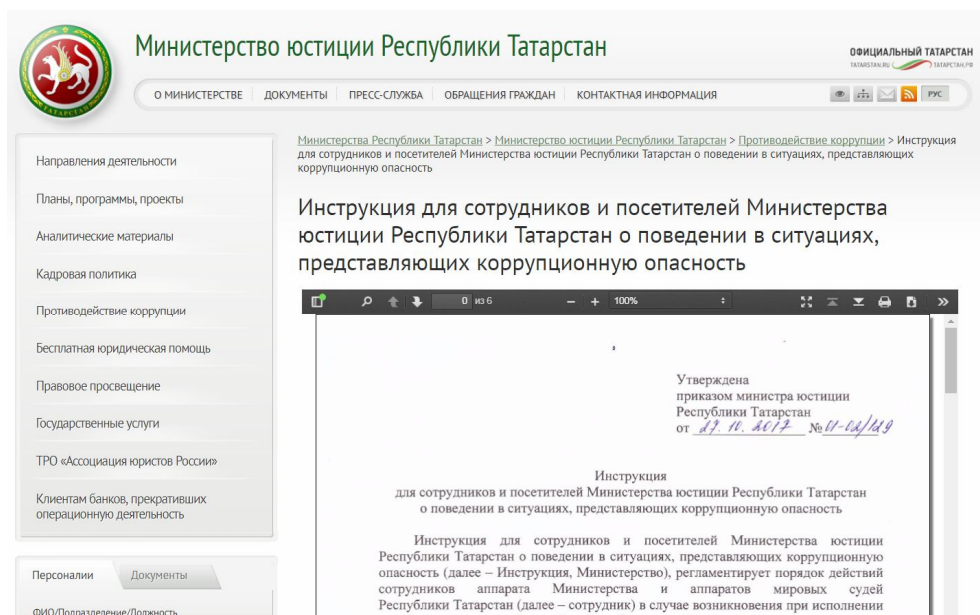 Министерство юстиции Республики Татарстан
ОФИЦИАЛЬНЫЙ ТАТАРСТАН
TATARSTAN.RU ТАТАРСТАН.РФ
О МИНИСТЕРСТВЕ ДОКУМЕНТЫ ПРЕСС-СЛУЖБА ОБРАЩЕНИЯ ГРАЖДАН КОНТАКТНАЯ ИНФОРМАЦИЯ РУС
ТАТАРСТАН
Направления деятельности
Планы, программы, проекты
Аналитические материалы
Кадровая политика
Противодействие коррупции
Бесплатная юридическая помощь
Правовое просвещение
Государственные услуги
ТРО «Ассоциация юристов России»
Клиентам банков, прекративших
операционную деятельность
Персоналии Документы
ФИО/Подразделение/Должность
Министерства Республики Татарстан > Министерство юстиции Республики Татарстан > Противодействие коррупции > Инструкция
для сотрудников и посетителей Министерства юстиции Республики Татарстан о поведении в ситуациях, представляющих
коррупционную опасность
Инструкция для сотрудников и посетителей Министерства
юстиции Республики Татарстан о поведении в ситуациях,
представляющих коррупционную опасность
0 из 6 100%
Утверждена
приказом министра юстиции
Республики Татарстан
от 27.10.2017 № 01-02/129
Инструкция
для сотрудников и посетителей Министерства юстиции Республики Татарстан
о поведении в ситуациях, представляющих коррупционную опасность
Инструкция для сотрудников и посетителей Министерства юстиции
Республики Татарстан о поведении в ситуациях, представляющих коррупционную
опасность (далее – Инструкция, Министерство), регламентирует порядок действий
сотрудников аппарата Министерства и аппаратов мировых судей
Республики Татарстан (далее – сотрудник) в случае возникновения при исполнении